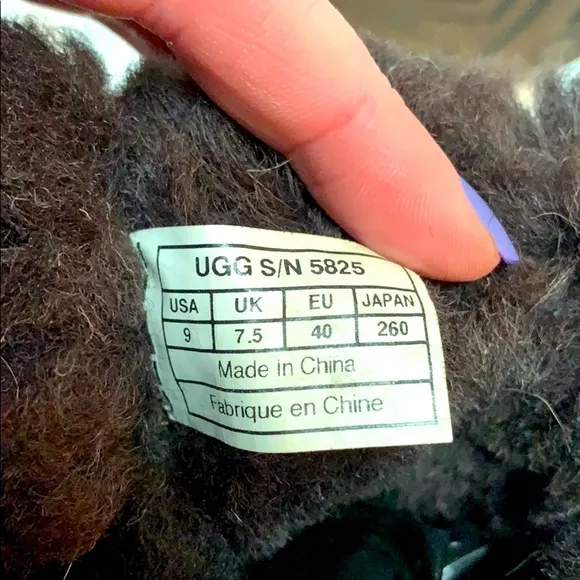 UGG S/N 5825
USA UK EU JAPAN
9 7.5 40 260
Made In China
Fabrique en Chine